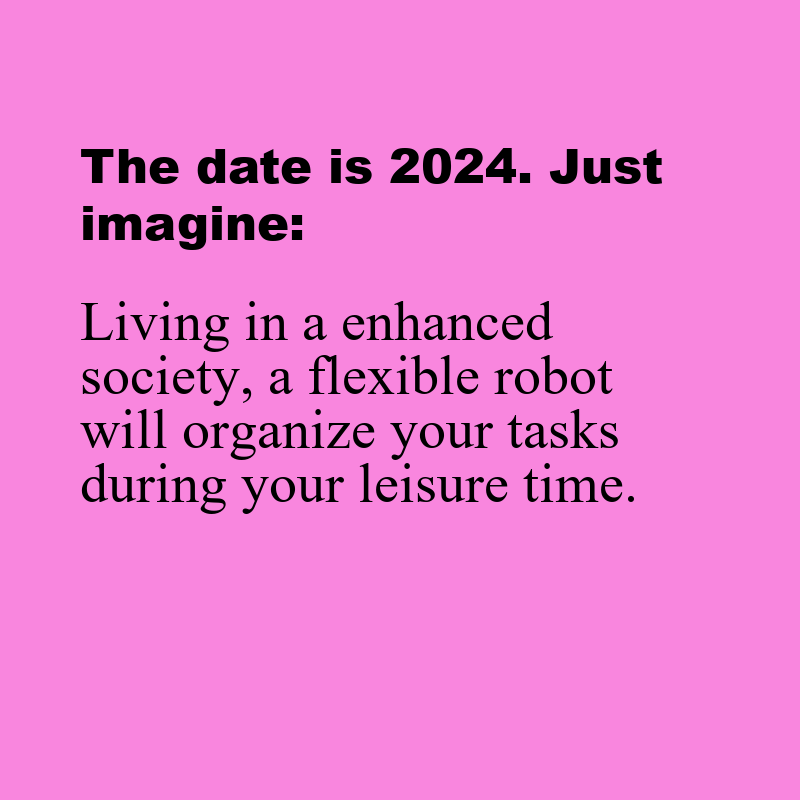 The date is 2024. Just
imagine:
Living in a enhanced
society, a flexible robot
will organize your tasks
during your leisure time.